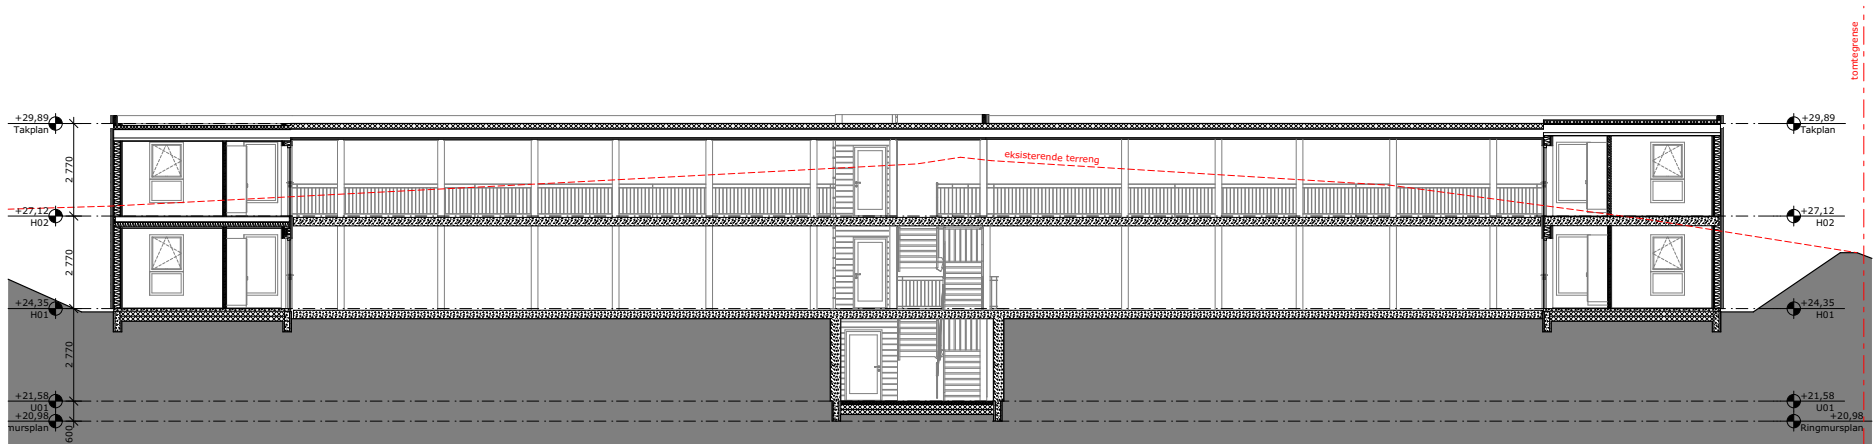 tomtegrense
+29,89
Takplan
+29,89
Takplan
2 770
eksisterende terreng
+27,12
H02
+27,12
H02
2 770
+24,35
H01
+24,35
H01
2 770
+21,58
U01
+21,58
U01
+20,98
mursplan
+20,98
Ringmursplan
600